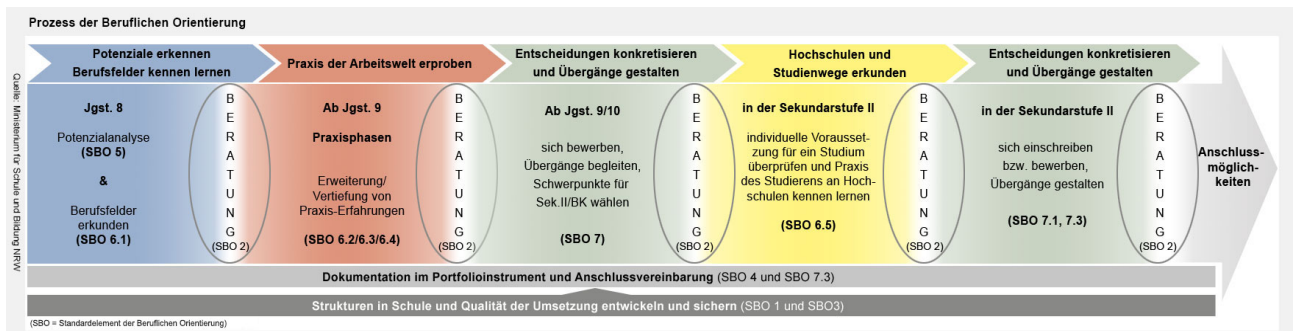 Prozess der Beruflichen Orientierung
Potenziale erkennen
Berufsfelder kennen lernen
Praxis der Arbeitswelt erproben
Entscheidungen konkretisieren
und Übergänge gestalten
Hochschulen und
Studienwege erkunden
Entscheidungen konkretisieren
und Übergänge gestalten
Quelle: Ministerium für Schule und Bildung NRW
Jgst. 8
Potenzialanalyse
(SBO 5)
&
Berufsfelder
erkunden
(SBO 6.1)
BERATUNG
(SBO 2)
Ab Jgst. 9
Praxisphasen
Erweiterung/
Vertiefung von
Praxis-Erfahrungen
(SBO 6.2/6.3/6.4)
BERATUNG
(SBO 2)
Ab Jgst. 9/10
sich bewerben,
Übergänge begleiten,
Schwerpunkte für
Sek.II/BK wählen
(SBO 7)
BERATUNG
(SBO 2)
in der Sekundarstufe II
individuelle Vorausset-
zung für ein Studium
überprüfen und Praxis
des Studierens an Hoch-
schulen kennen lernen
(SBO 6.5)
BERATUNG
(SBO 2)
in der Sekundarstufe II
sich einschreiben
bzw. bewerben,
Übergänge gestalten
(SBO 7.1, 7.3)
BERATUNG
(SBO 2)
Anschluss-
möglich-
keiten
Dokumentation im Portfolioinstrument und Anschlussvereinbarung (SBO 4 und SBO 7.3)
Strukturen in Schule und Qualität der Umsetzung entwickeln und sichern (SBO 1 und SBO3)
(SBO = Standardelement der Beruflichen Orientierung)